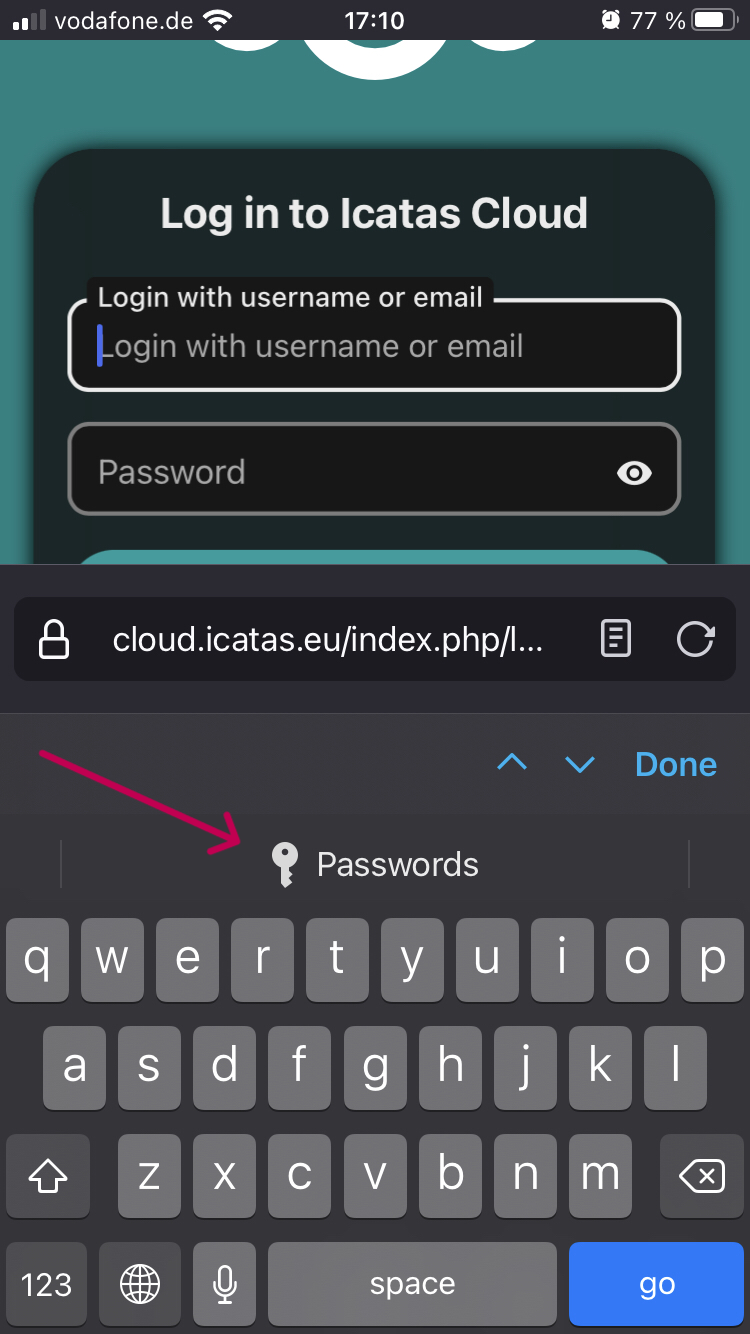 vodafone.de 17:10 77 %
Log in to Icatas Cloud
Login with username or email
Login with username or email
Password
cloud.icatas.eu/index.php/l...
Done
Passwords
q w e r t y u i o p
a s d f g h j k l
z x c v b n m
123 space go